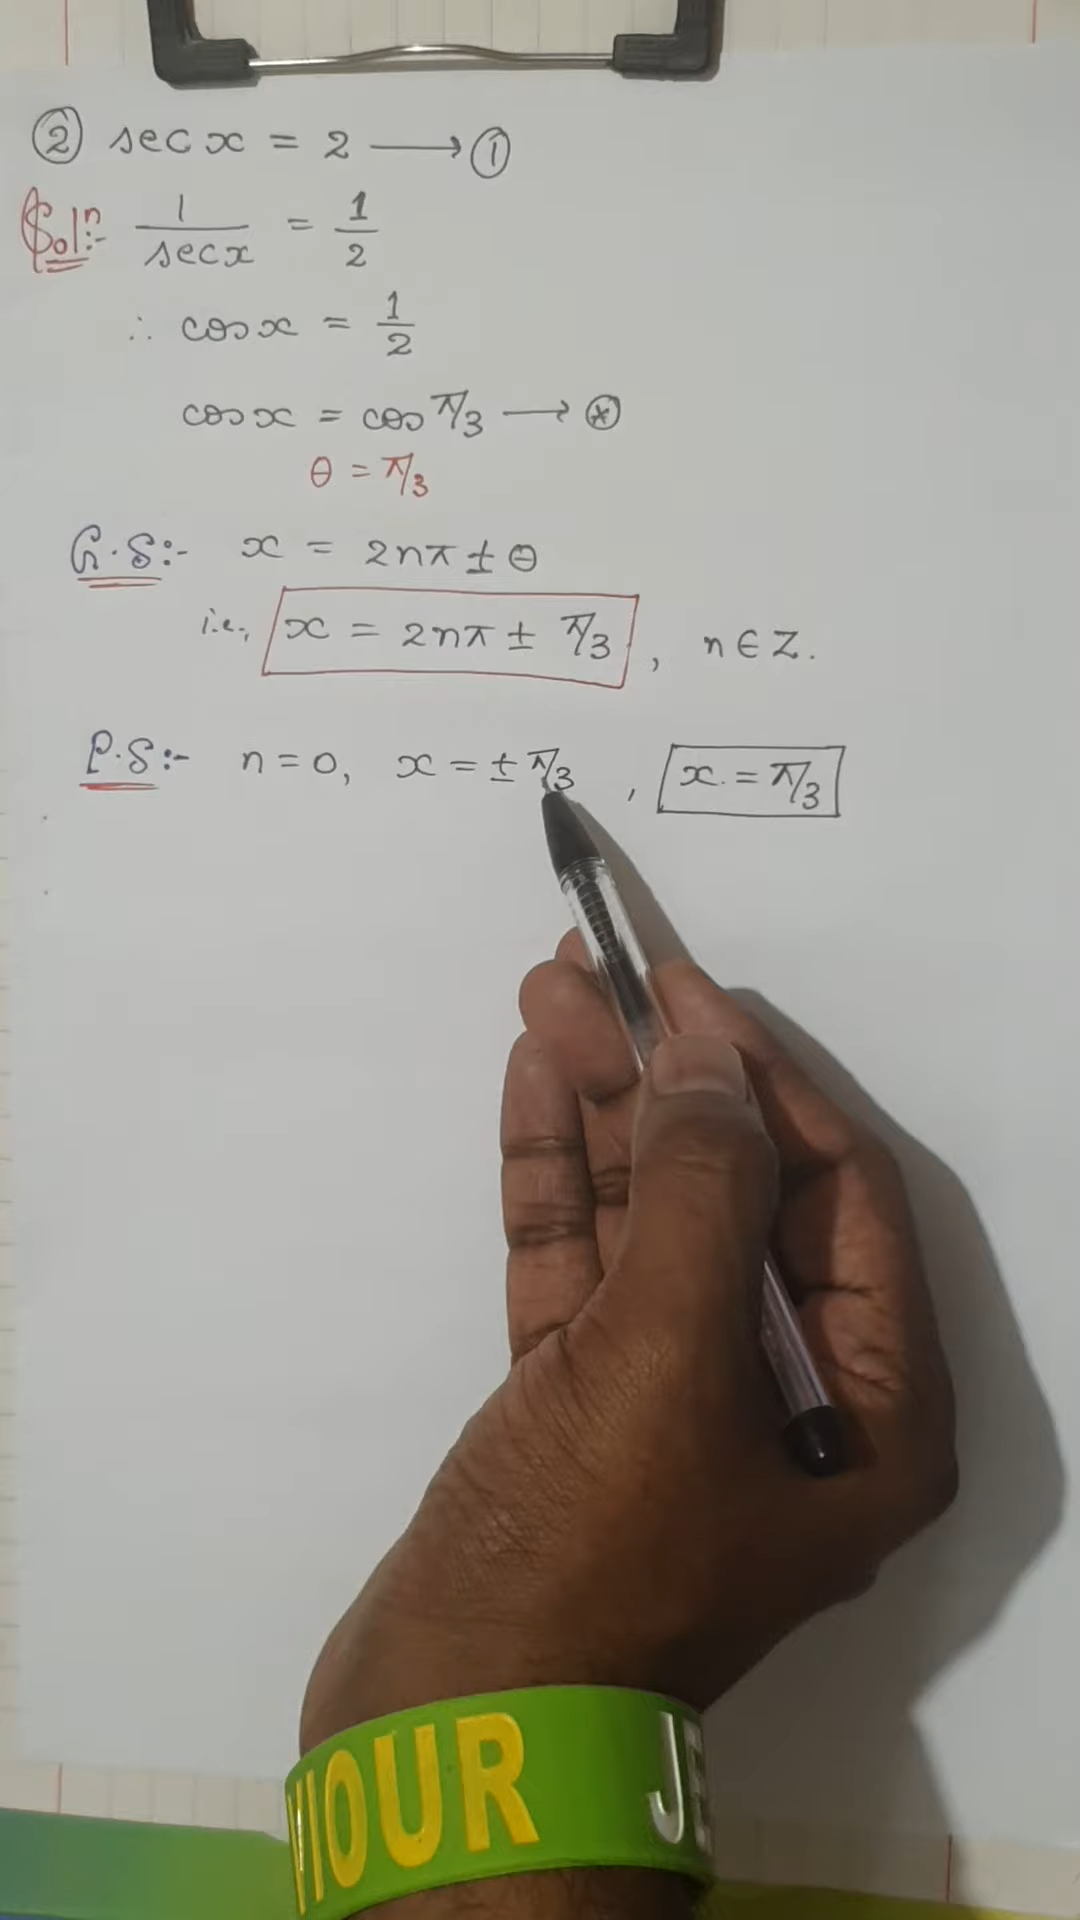 ② sec x = 2 ⟶ ①
Solⁿ:- 1/sec x = 1/2
∴ cos x = 1/2
cos x = cos π/3 ⟶ ⊛
θ = π/3
G.S:- x = 2nπ ± θ
i.e., x = 2nπ ± π/3 , n ∈ Z.
P.S:- n = 0, x = ± π/3 , x = π/3
VIOUR JE